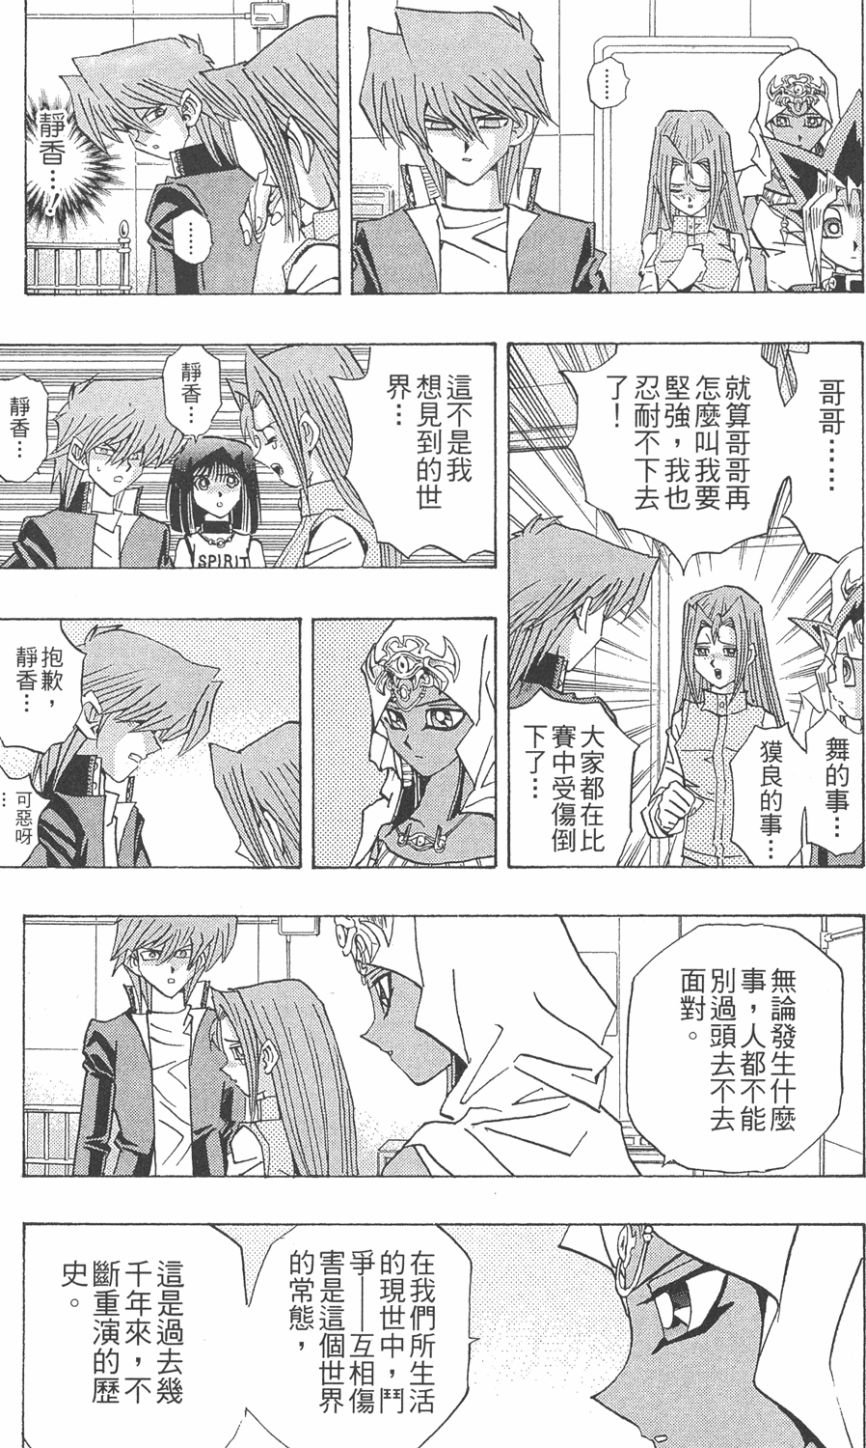 ……
靜香…！
……
哥哥……
就算哥哥再
怎麼叫我要
堅強，我也
忍耐不下去
了！
舞的事…
獏良的事…
大家都在比
賽中受傷倒
下了…
這不是我
想見到的世
界…
靜香…
SPIRIT
靜香…
抱歉，
靜香…
可惡呀
…
無論發生什麼
事，人都不能
別過頭去不去
面對。
在我們所生活
的現世中，鬥
爭——互相傷
害是這個世界
的常態，
這是過去幾
千年來，不
斷重演的歷
史。